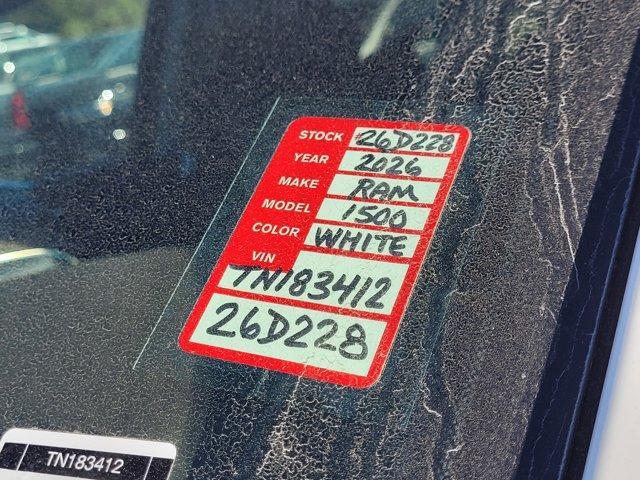 STOCK 26D228
YEAR 2026
MAKE RAM
MODEL 1500
COLOR WHITE
VIN
TN183412
26D228
TN183412